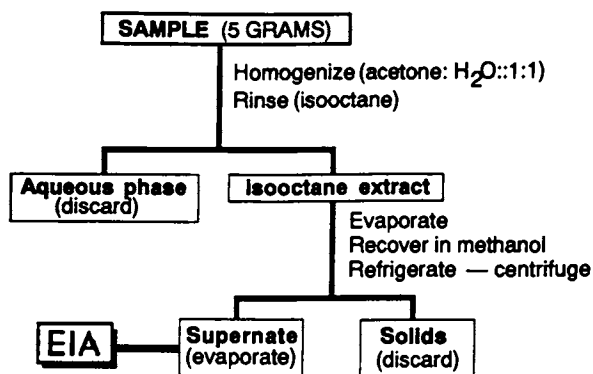 SAMPLE (5 GRAMS)
Homogenize (acetone: H2O::1:1)
Rinse (isooctane)
Aqueous phase
(discard)
isooctane extract
Evaporate
Recover in methanol
Refrigerate — centrifuge
EIA
Supernate
(evaporate)
Solids
(discard)